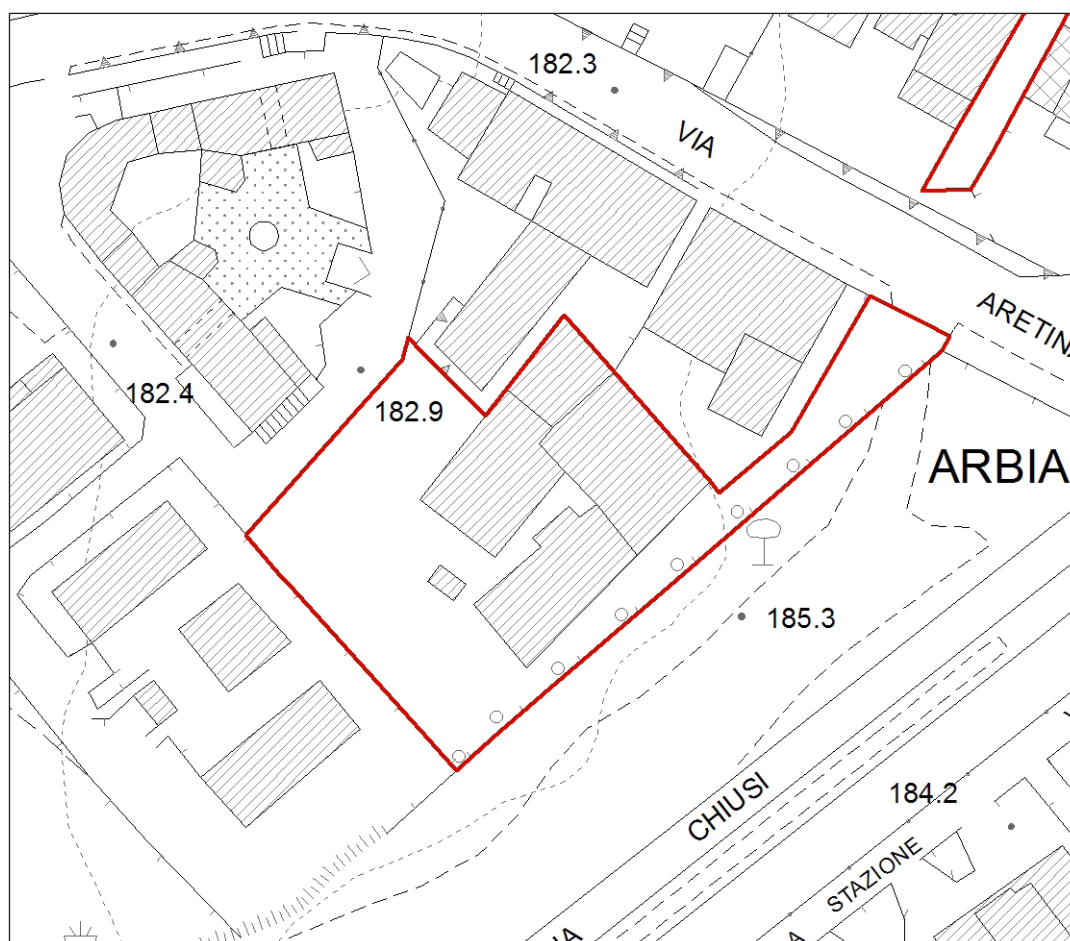 182.3
VIA
ARETINA
182.4
182.9
ARBIA
185.3
CHIUSI
184.2
STAZIONE